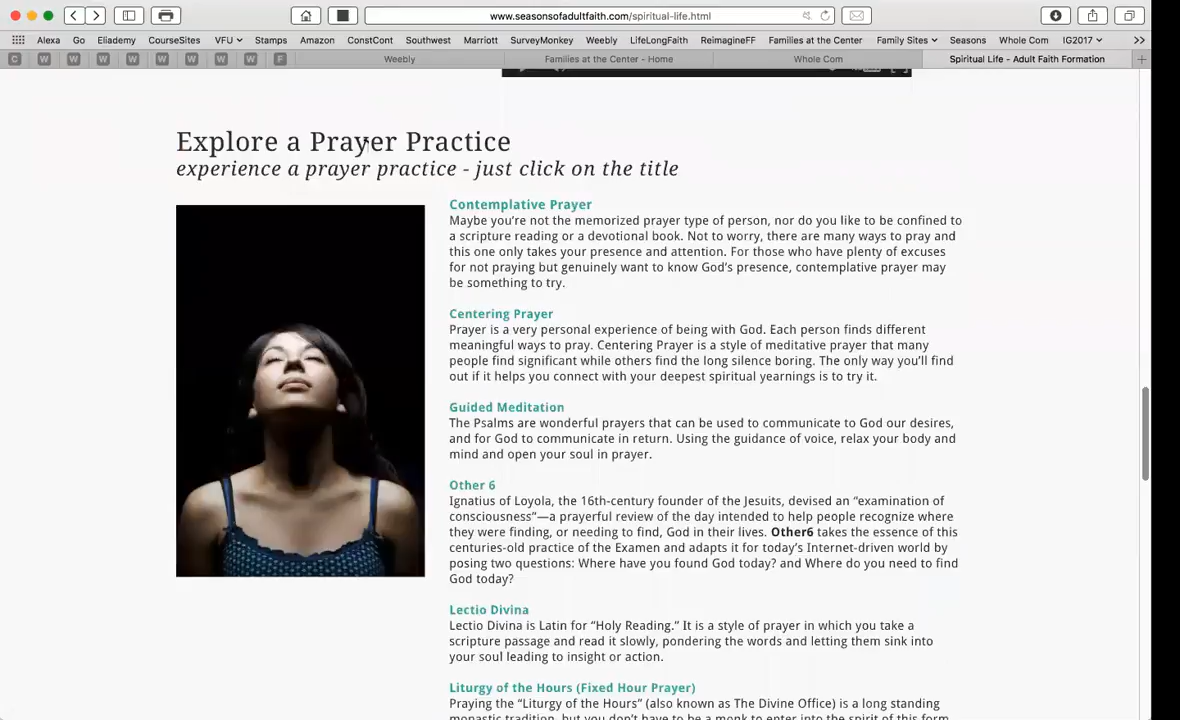 www.seasonsofadultfaith.com/spiritual-life.html
Alexa Go Eliademy CourseSites VFU Stamps Amazon ConstCont Southwest Marriott SurveyMonkey Weebly LifeLongFaith ReimagineFF Families at the Center Family Sites Seasons Whole Com IG2017
C W W W W W W W W F Weebly Families at the Center - Home Whole Com Spiritual Life - Adult Faith Formation
Explore a Prayer Practice
experience a prayer practice - just click on the title
Contemplative Prayer
Maybe you're not the memorized prayer type of person, nor do you like to be confined to
a scripture reading or a devotional book. Not to worry, there are many ways to pray and
this one only takes your presence and attention. For those who have plenty of excuses
for not praying but genuinely want to know God's presence, contemplative prayer may
be something to try.
Centering Prayer
Prayer is a very personal experience of being with God. Each person finds different
meaningful ways to pray. Centering Prayer is a style of meditative prayer that many
people find significant while others find the long silence boring. The only way you'll find
out if it helps you connect with your deepest spiritual yearnings is to try it.
Guided Meditation
The Psalms are wonderful prayers that can be used to communicate to God our desires,
and for God to communicate in return. Using the guidance of voice, relax your body and
mind and open your soul in prayer.
Other 6
Ignatius of Loyola, the 16th-century founder of the Jesuits, devised an “examination of
consciousness”—a prayerful review of the day intended to help people recognize where
they were finding, or needing to find, God in their lives. Other6 takes the essence of this
centuries-old practice of the Examen and adapts it for today's Internet-driven world by
posing two questions: Where have you found God today? and Where do you need to find
God today?
Lectio Divina
Lectio Divina is Latin for “Holy Reading.” It is a style of prayer in which you take a
scripture passage and read it slowly, pondering the words and letting them sink into
your soul leading to insight or action.
Liturgy of the Hours (Fixed Hour Prayer)
Praying the “Liturgy of the Hours” (also known as The Divine Office) is a long standing
monastic tradition, but you don't have to be a monk to enter into the spirit of this form